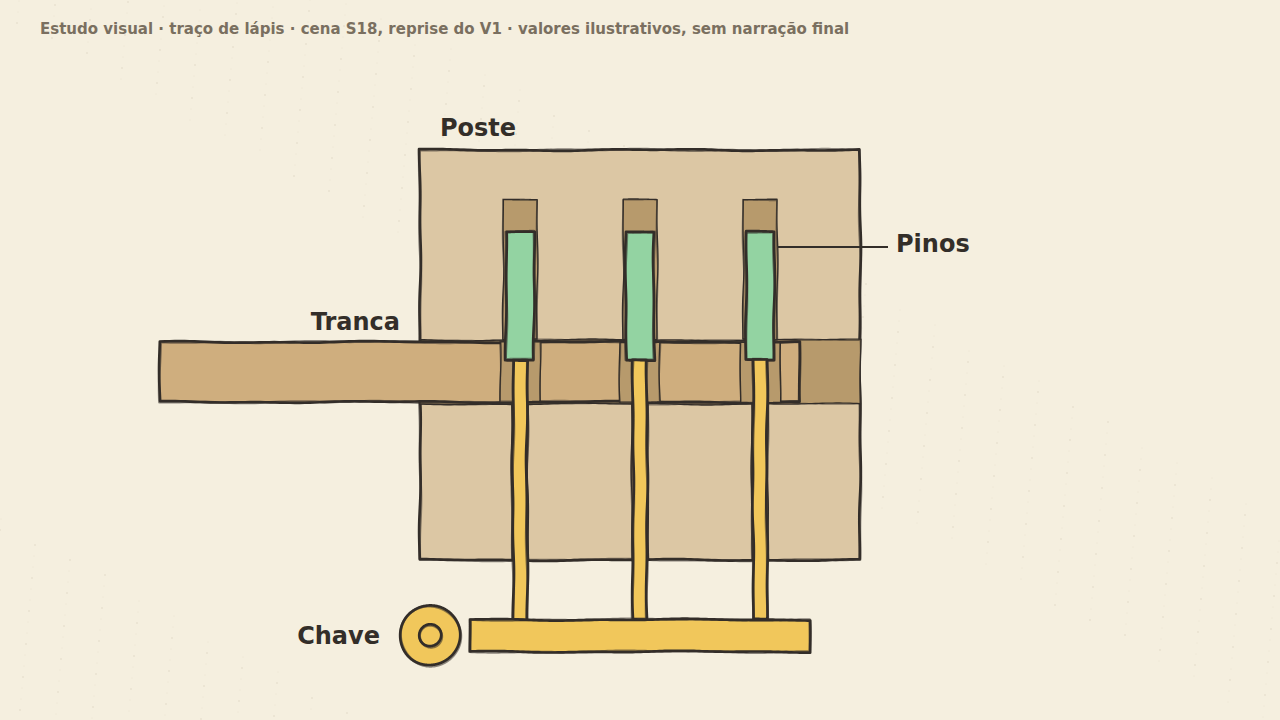 Estudo visual · traço de lápis · cena S18, reprise do V1 · valores ilustrativos, sem narração final
Poste
Pinos
Tranca
Chave